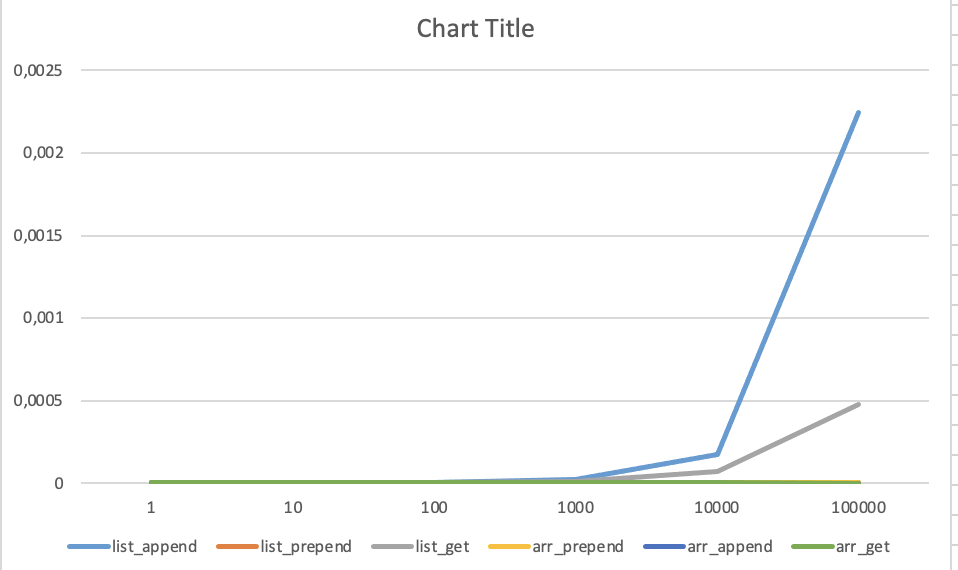 Chart Title
0,0025
0,002
0,0015
0,001
0,0005
0
1 10 100 1000 10000 100000
list_append list_prepend list_get arr_prepend arr_append arr_get